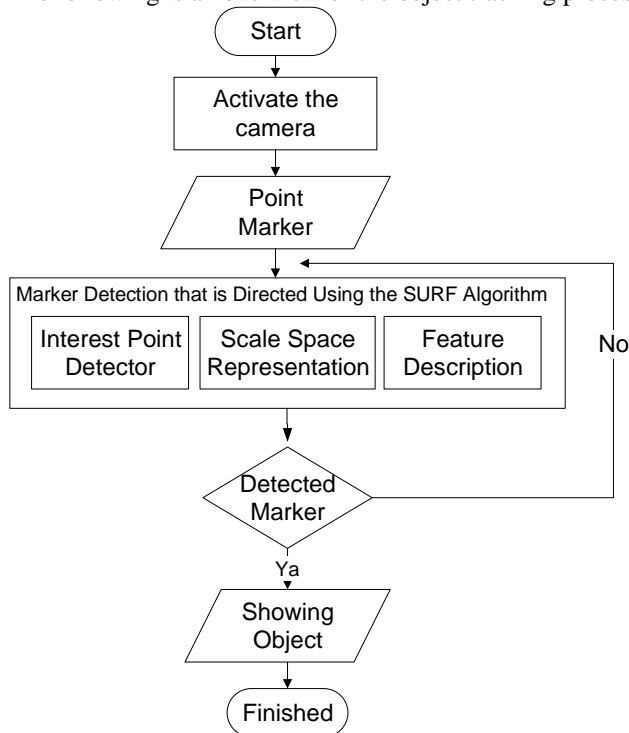 Start
Activate the
camera
Point
Marker
Marker Detection that is Directed Using the SURF Algorithm
Interest Point
Detector
Scale Space
Representation
Feature
Description
No
Detected
Marker
Ya
Showing
Object
Finished